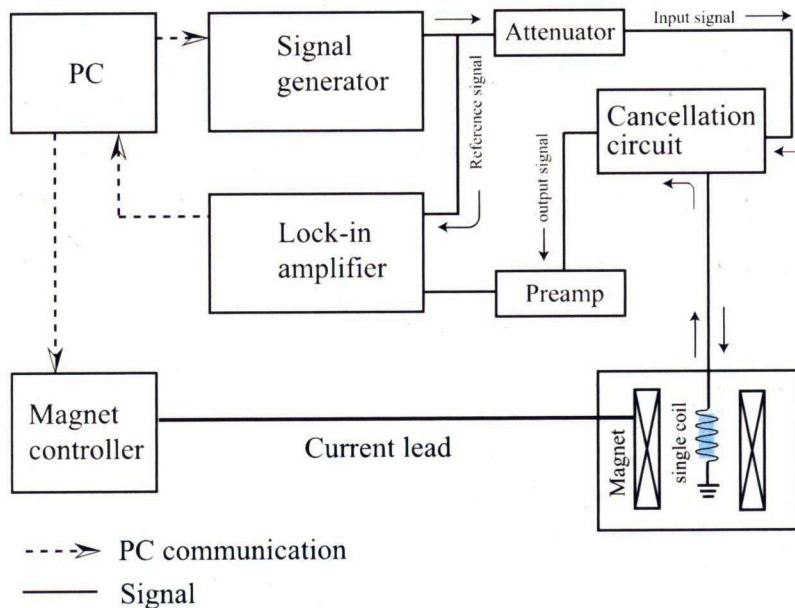 PC
Signal
generator
Attenuator
Input signal
Reference signal
Cancellation
circuit
output signal
Lock-in
amplifier
Preamp
Magnet
controller
Current lead
Magnet
single coil
PC communication
Signal